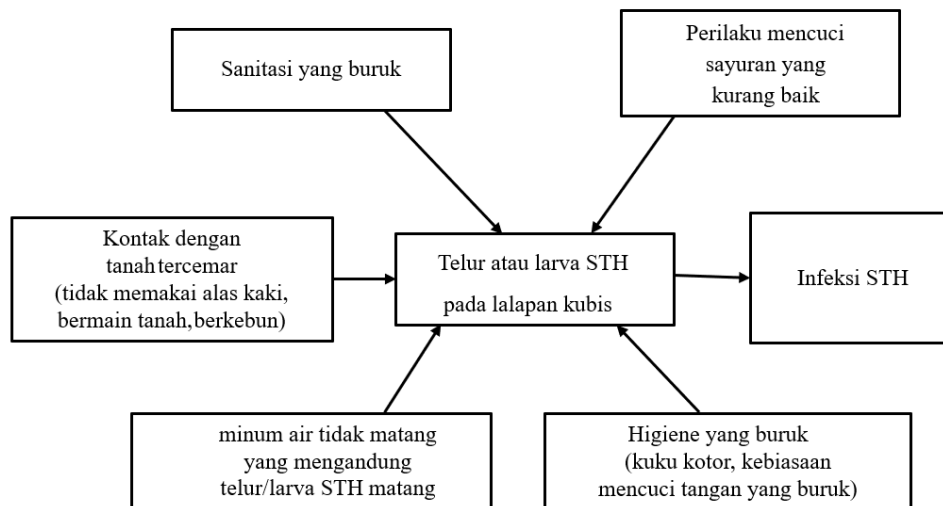 Sanitasi yang buruk
Perilaku mencuci
sayuran yang
kurang baik
Kontak dengan
tanah tercemar
(tidak memakai alas kaki,
bermain tanah, berkebun)
Telur atau larva STH
pada lalapan kubis
Infeksi STH
minum air tidak matang
yang mengandung
telur/larva STH matang
Higiene yang buruk
(kuku kotor, kebiasaan
mencuci tangan yang buruk)